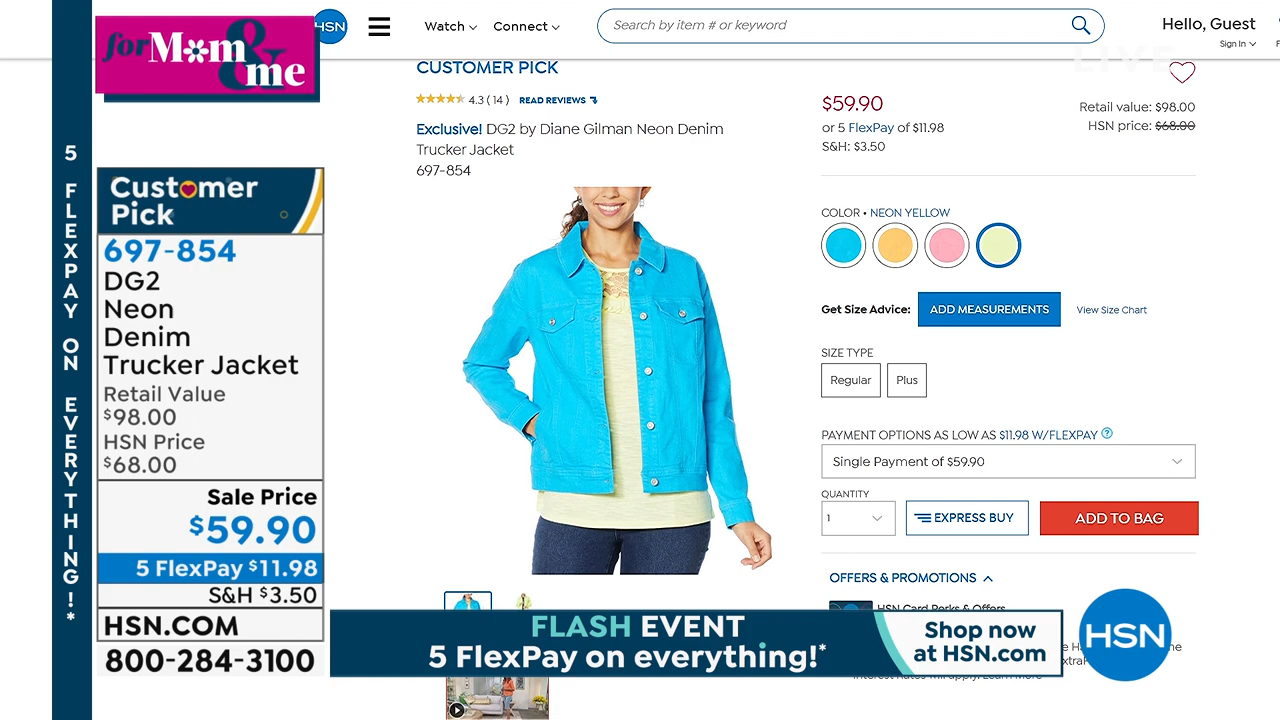 5 FLEXPAY ON EVERYTHING!*
for Mom & me
HSN
Watch
Connect
Search by item # or keyword
Hello, Guest
Sign In
LIVE
CUSTOMER PICK
4.3 (14) READ REVIEWS
Exclusive! DG2 by Diane Gilman Neon Denim
Trucker Jacket
697-854
$59.90
or 5 FlexPay of $11.98
S&H: $3.50
Retail value: $98.00
HSN price: $68.00
COLOR • NEON YELLOW
Get Size Advice:
ADD MEASUREMENTS
View Size Chart
SIZE TYPE
Regular
Plus
PAYMENT OPTIONS AS LOW AS $11.98 W/FLEXPAY ?
Single Payment of $59.90
QUANTITY
1
EXPRESS BUY
ADD TO BAG
OFFERS & PROMOTIONS
HSN Card Perks & Offers
Customer
Pick
697-854
DG2
Neon
Denim
Trucker Jacket
Retail Value
$98.00
HSN Price
$68.00
Sale Price
$59.90
5 FlexPay $11.98
S&H $3.50
HSN.COM
800-284-3100
FLASH EVENT
5 FlexPay on everything!*
Shop now
at HSN.com
HSN